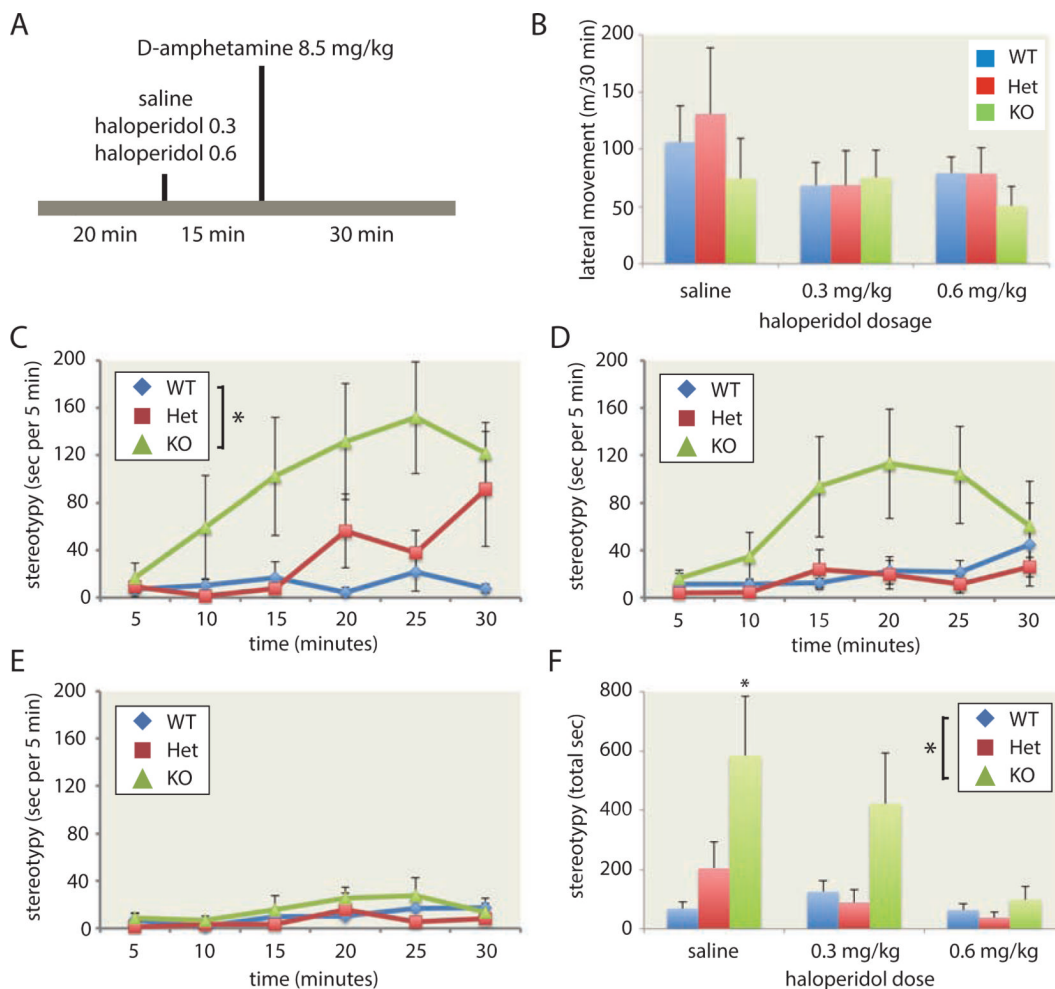 A
D-amphetamine 8.5 mg/kg
saline
haloperidol 0.3
haloperidol 0.6
20 min 15 min 30 min
B
lateral movement (m/30 min)
200
150
100
50
0
WT
Het
KO
saline 0.3 mg/kg 0.6 mg/kg
haloperidol dosage
C
stereotypy (sec per 5 min)
200
160
120
80
40
0
WT
Het
KO
*
5 10 15 20 25 30
time (minutes)
D
stereotypy (sec per 5 min)
200
160
120
80
40
0
WT
Het
KO
5 10 15 20 25 30
time (minutes)
E
stereotypy (sec per 5 min)
200
160
120
80
40
0
WT
Het
KO
5 10 15 20 25 30
time (minutes)
F
stereotypy (total sec)
800
600
400
200
0
*
WT
Het
KO
*
saline 0.3 mg/kg 0.6 mg/kg
haloperidol dose